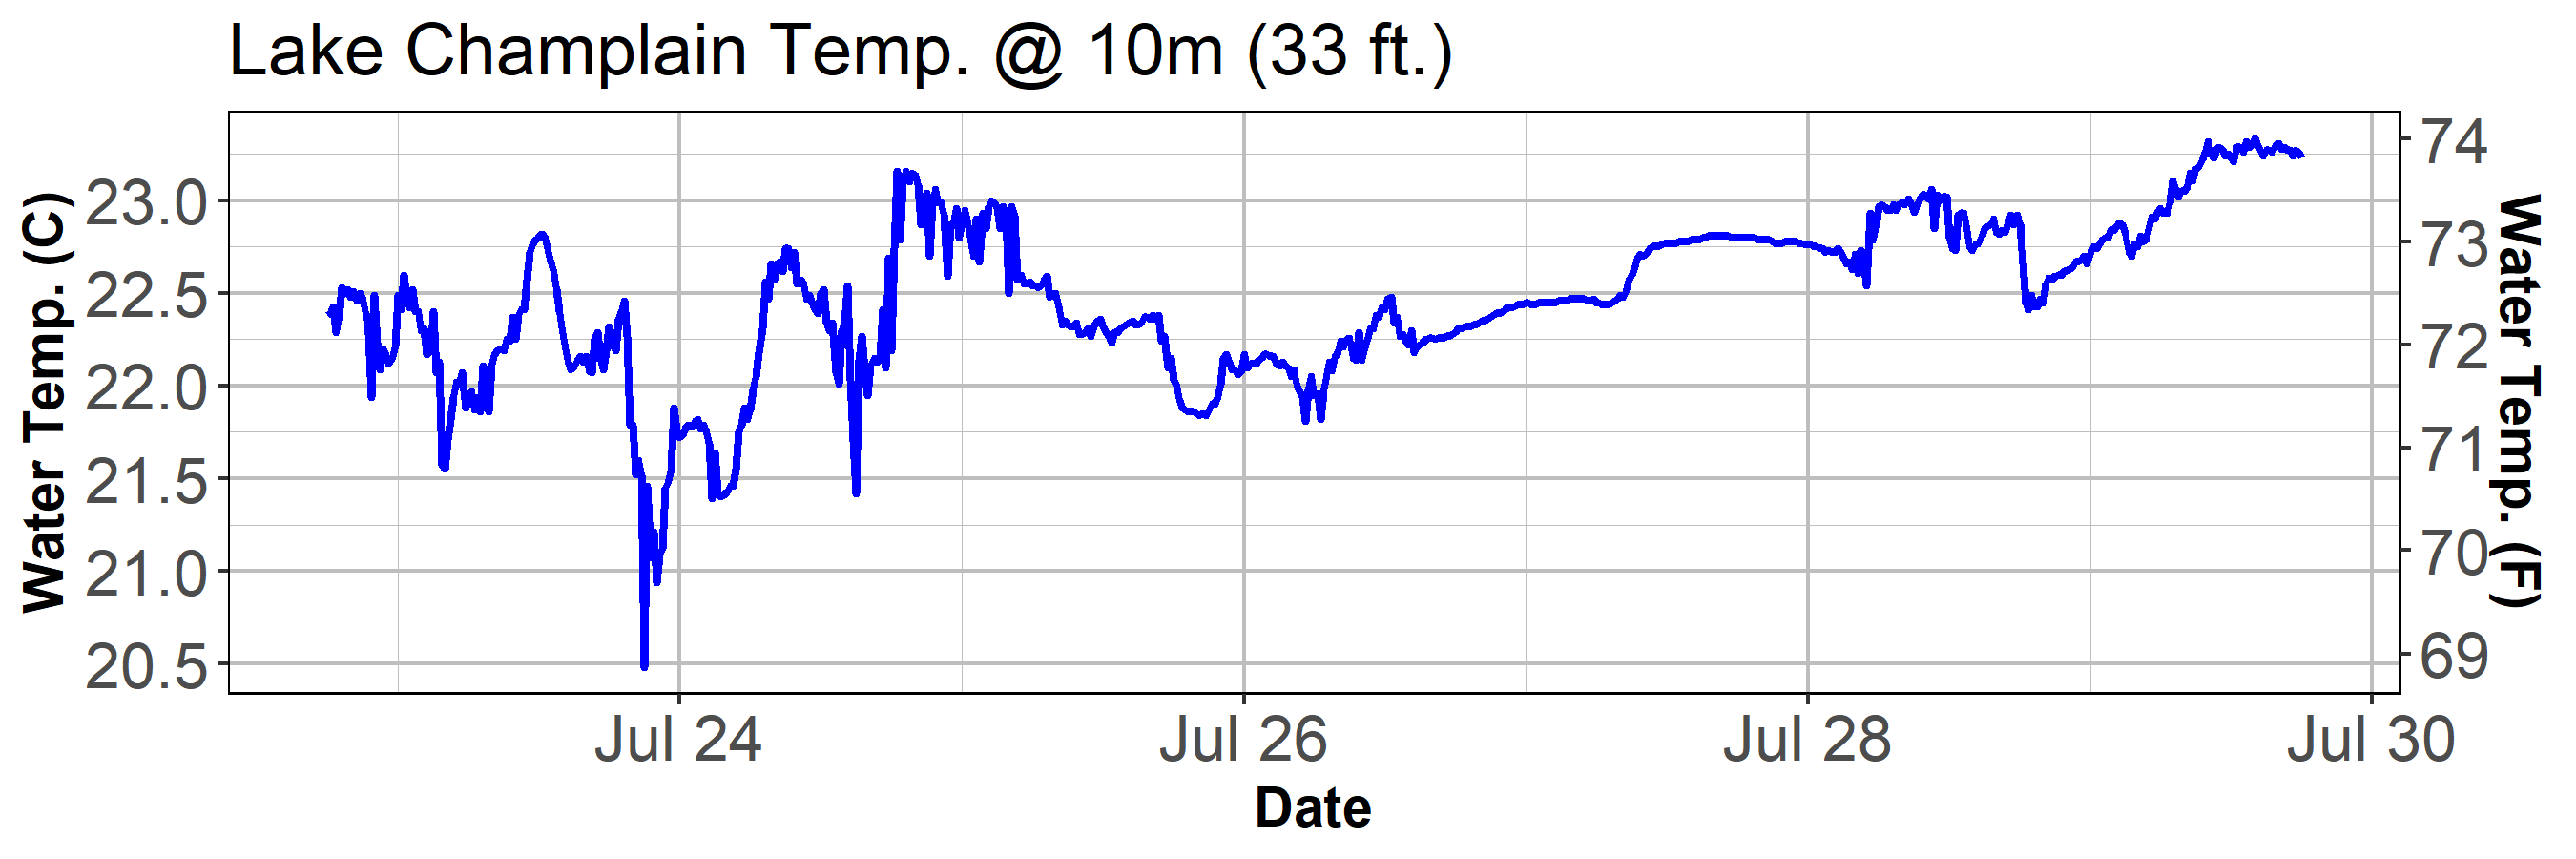 Lake Champlain Temp. @ 10m (33 ft.)
Water Temp. (C)
23.0
22.5
22.0
21.5
21.0
20.5
74
73
72
71
70
69
Water Temp. (F)
Jul 24 Jul 26 Jul 28 Jul 30
Date